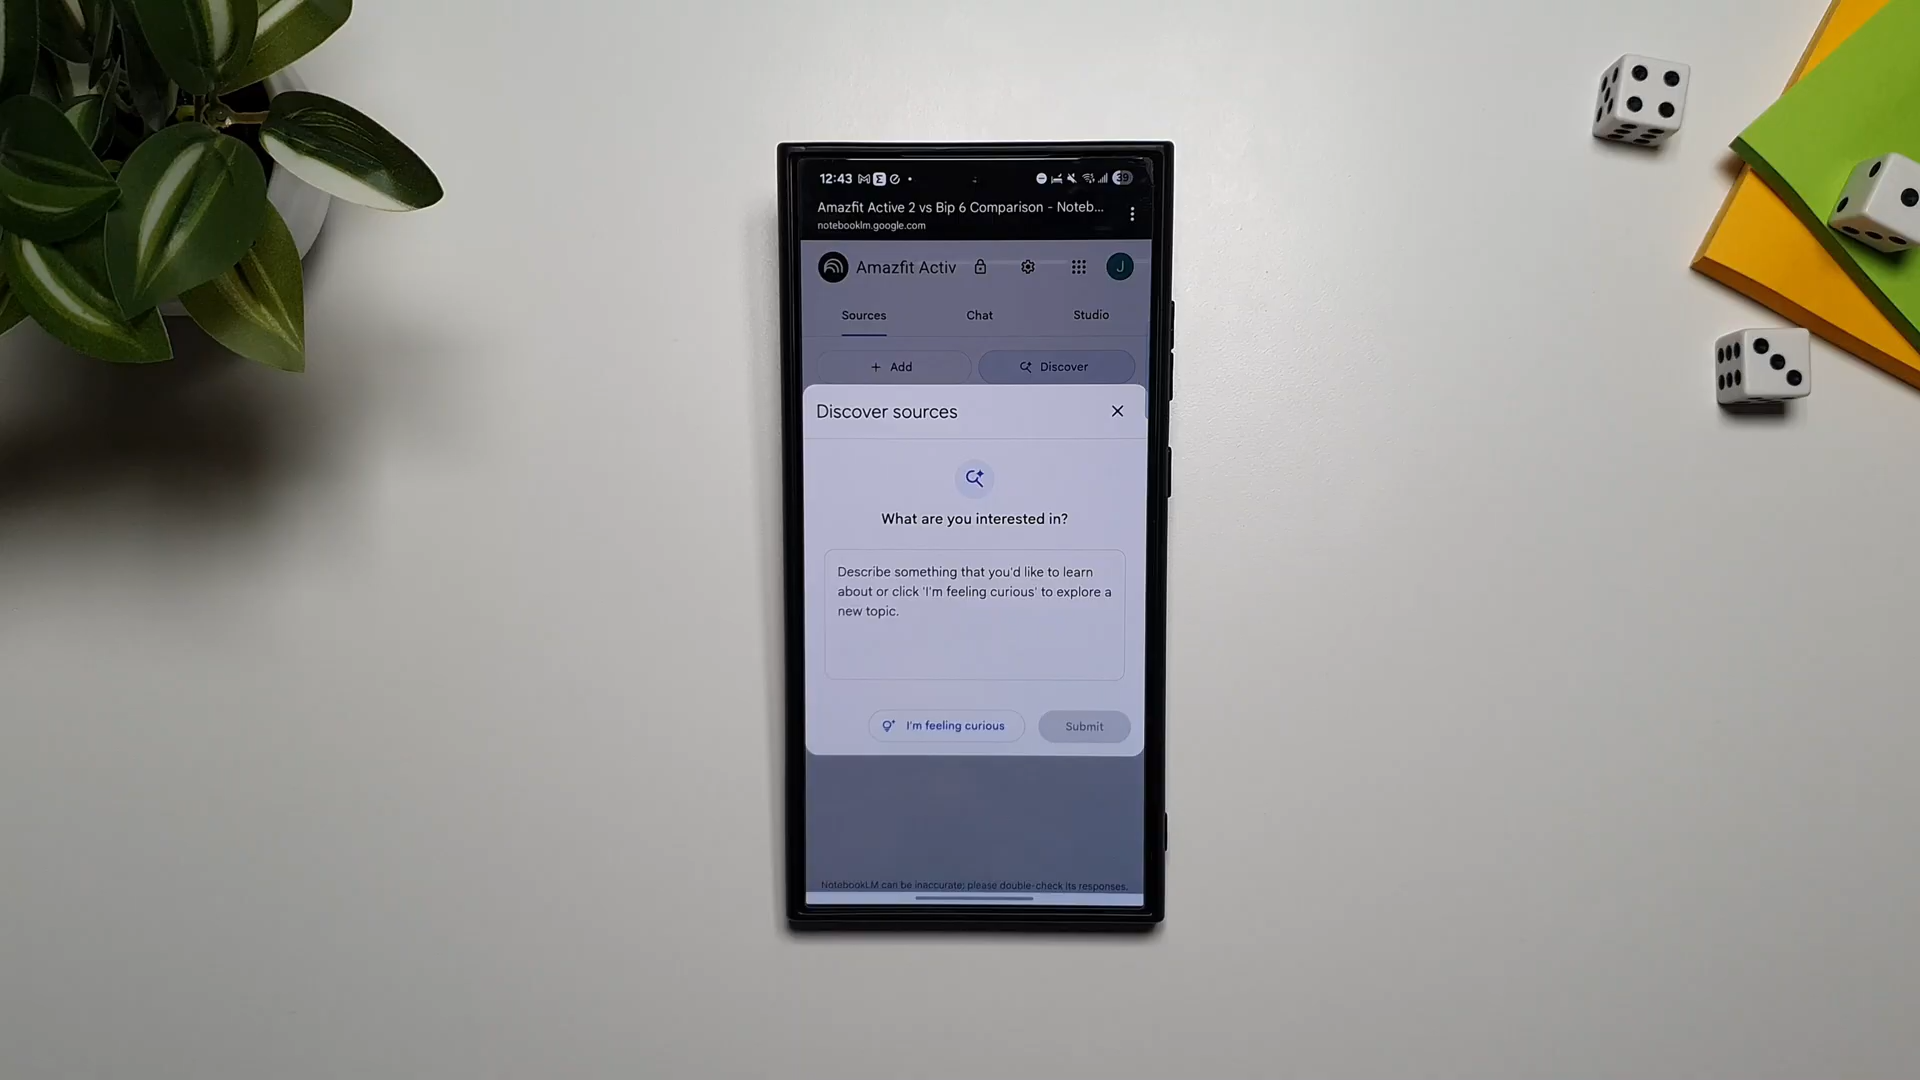 12:43
39
Amazfit Active 2 vs Bip 6 Comparison - Noteb...
notebooklm.google.com
Amazfit Activ
J
Sources Chat Studio
+ Add Discover
Discover sources
What are you interested in?
Describe something that you'd like to learn
about or click 'I'm feeling curious' to explore a
new topic.
I'm feeling curious Submit
NotebookLM can be inaccurate; please double-check its responses.